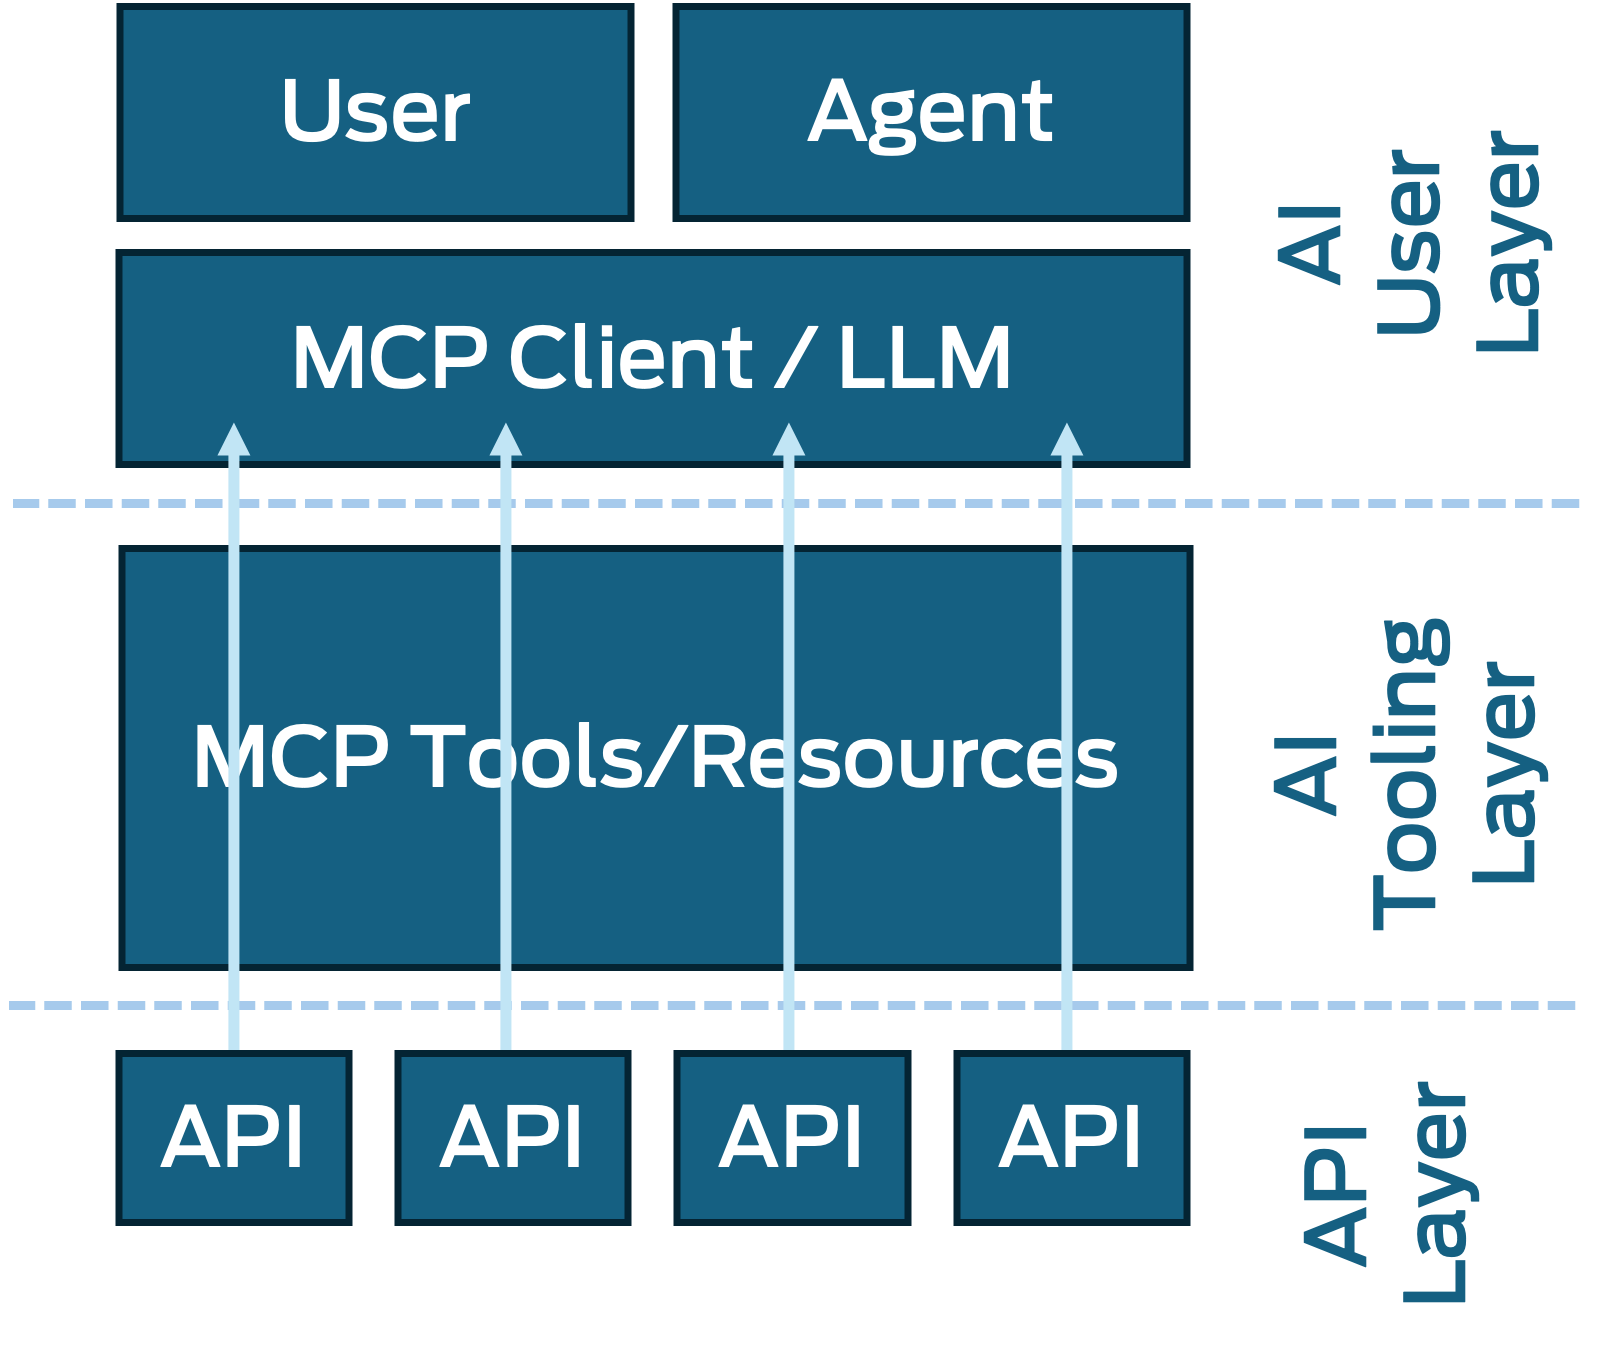 User
Agent
MCP Client / LLM
AI
User
Layer
MCP Tools/Resources
AI
Tooling
Layer
API
API
API
API
API
Layer